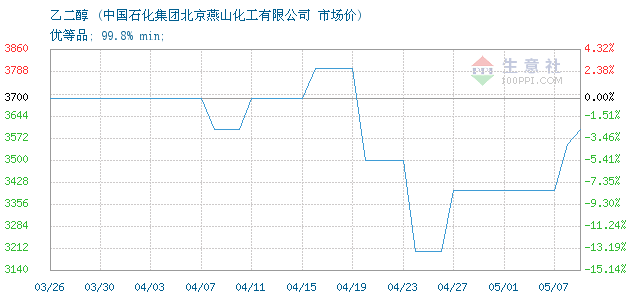 乙二醇 (中国石化集团北京燕山化工有限公司 市场价)
优等品; 99.8% min;
生意社
100PPI.COM
3860 4.32%
3788 2.38%
3700 0.00%
3644 -1.51%
3572 -3.46%
3500 -5.41%
3428 -7.35%
3356 -9.30%
3284 -11.24%
3212 -13.19%
3140 -15.14%
03/26 03/30 04/03 04/07 04/11 04/15 04/19 04/23 04/27 05/01 05/07